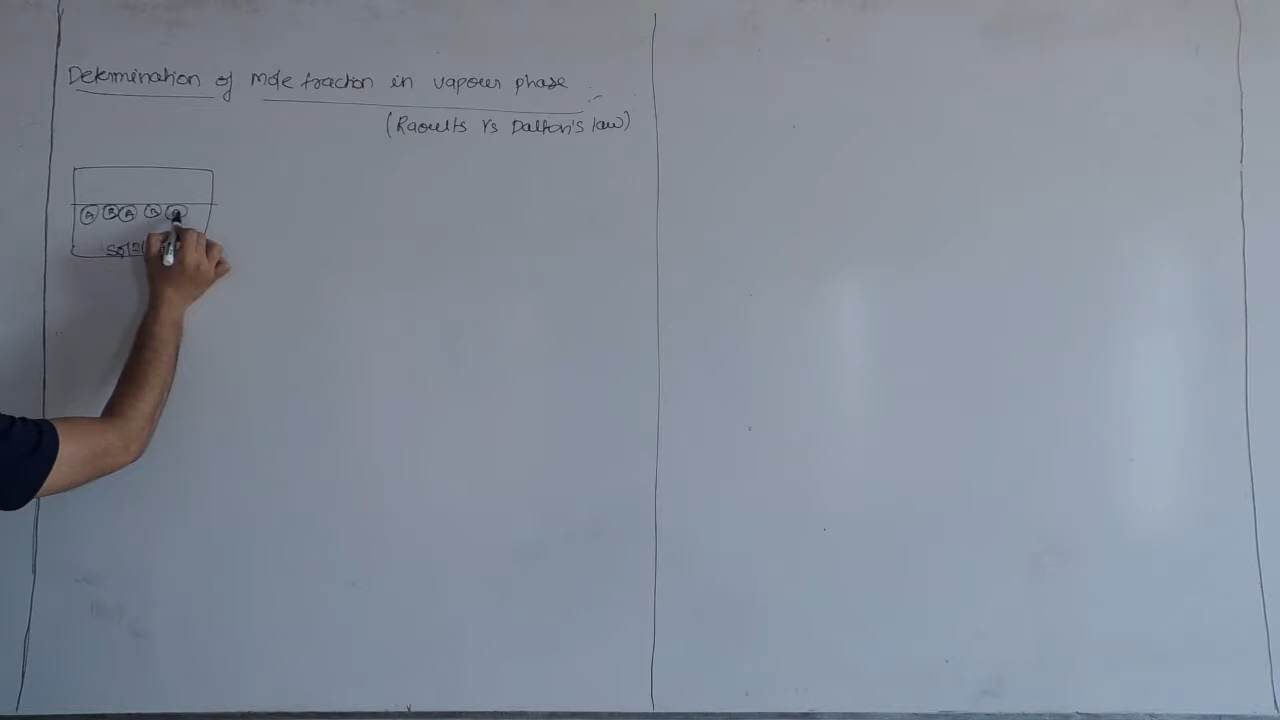 Determination of Mole fraction in vapour phase :-
(Raoults vs Dalton's law)
A B A B